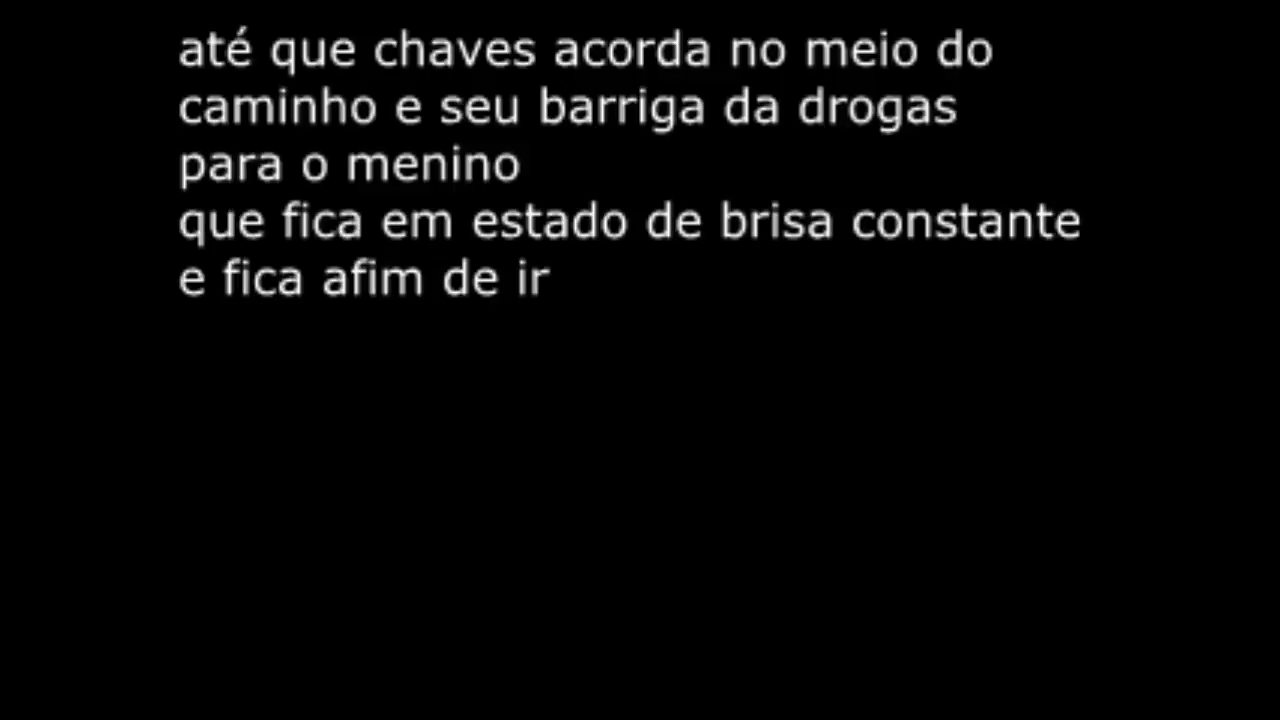 até que chaves acorda no meio do
caminho e seu barriga da drogas
para o menino
que fica em estado de brisa constante
e fica afim de ir